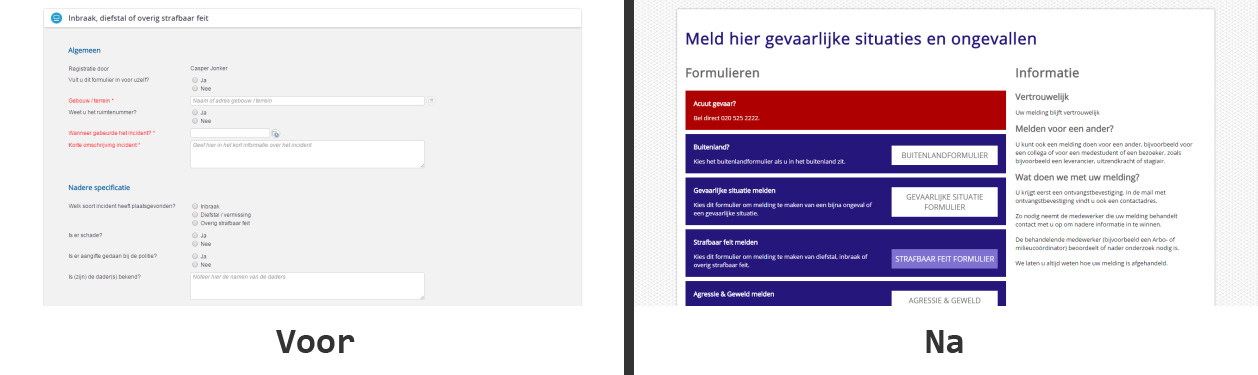 Inbraak, diefstal of overig strafbaar feit
Algemeen
Registratie door
Casper Jonker
Vult u dit formulier in voor uzelf?
Ja
Nee
Gebouw / terrein *
Naam of adres gebouw / terrein
Weet u het ruimtenummer?
Ja
Nee
Wanneer gebeurde het incident? *
Korte omschrijving incident *
Geef hier in het kort informatie over het incident
Nadere specificatie
Welk soort incident heeft plaatsgevonden?
Inbraak
Diefstal / vermissing
Overig strafbaar feit
Is er schade?
Ja
Nee
Is er aangifte gedaan bij de politie?
Ja
Nee
Is (zijn) de dader(s) bekend?
Noteer hier de namen van de daders
Voor
Meld hier gevaarlijke situaties en ongevallen
Formulieren
Acuut gevaar?
Bel direct 020 525 2222.
Buitenland?
Kies het buitenlandformulier als u in het buitenland zit.
BUITENLANDFORMULIER
Gevaarlijke situatie melden
Kies dit formulier om melding te maken van een bijna ongeval of
een gevaarlijke situatie.
GEVAARLIJKE SITUATIE
FORMULIER
Strafbaar feit melden
Kies dit formulier om melding te maken van diefstal, inbraak of
overig strafbaar feit.
STRAFBAAR FEIT FORMULIER
Agressie & Geweld melden
AGRESSIE & GEWELD
Informatie
Vertrouwelijk
Uw melding blijft vertrouwelijk
Melden voor een ander?
U kunt ook een melding doen voor een ander, bijvoorbeeld voor
een collega of voor een medestudent of een bezoeker, zoals
bijvoorbeeld een leverancier, uitzendkracht of stagiair.
Wat doen we met uw melding?
U krijgt eerst een ontvangstbevestiging. In de mail met
ontvangstbevestiging vindt u ook een contactadres.
Zo nodig neemt de medewerker de uw melding behandelt
contact met u op om nadere informatie in te winnen.
De behandelende medewerker (bijvoorbeeld een Arbo- of
milieucoördinator) beoordeelt of nader onderzoek nodig is.
We laten u altijd weten hoe uw melding is afgehandeld.
Na